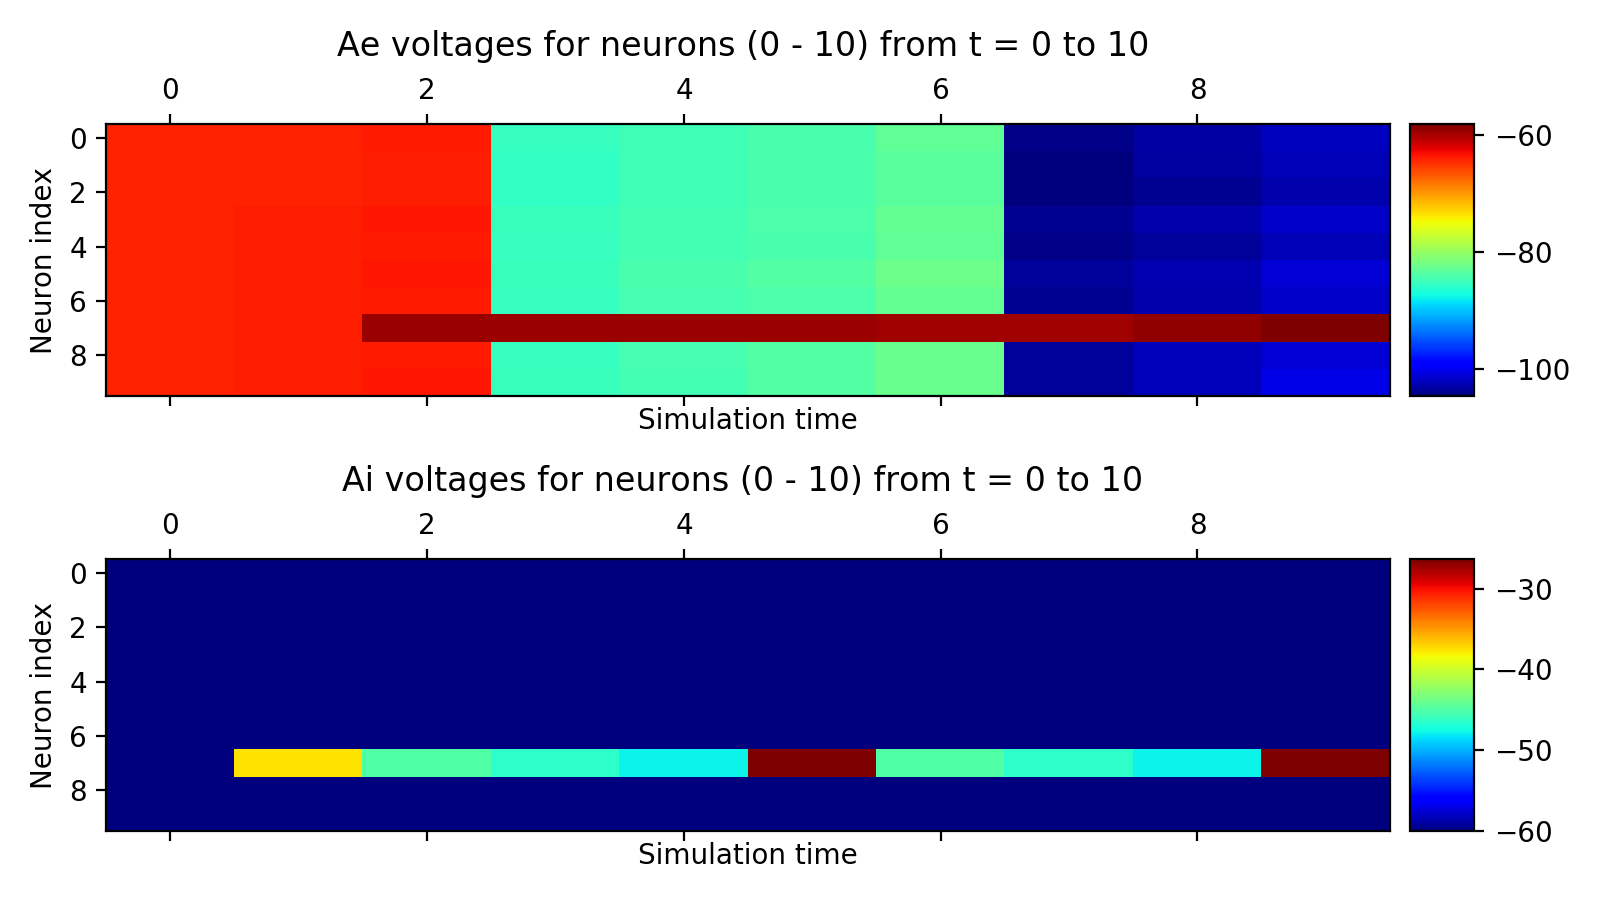 Ae voltages for neurons (0 - 10) from t = 0 to 10
0 2 4 6 8
Neuron index
0
2
4
6
8
−60
−80
−100
Simulation time
Ai voltages for neurons (0 - 10) from t = 0 to 10
0 2 4 6 8
Neuron index
0
2
4
6
8
−30
−40
−50
−60
Simulation time